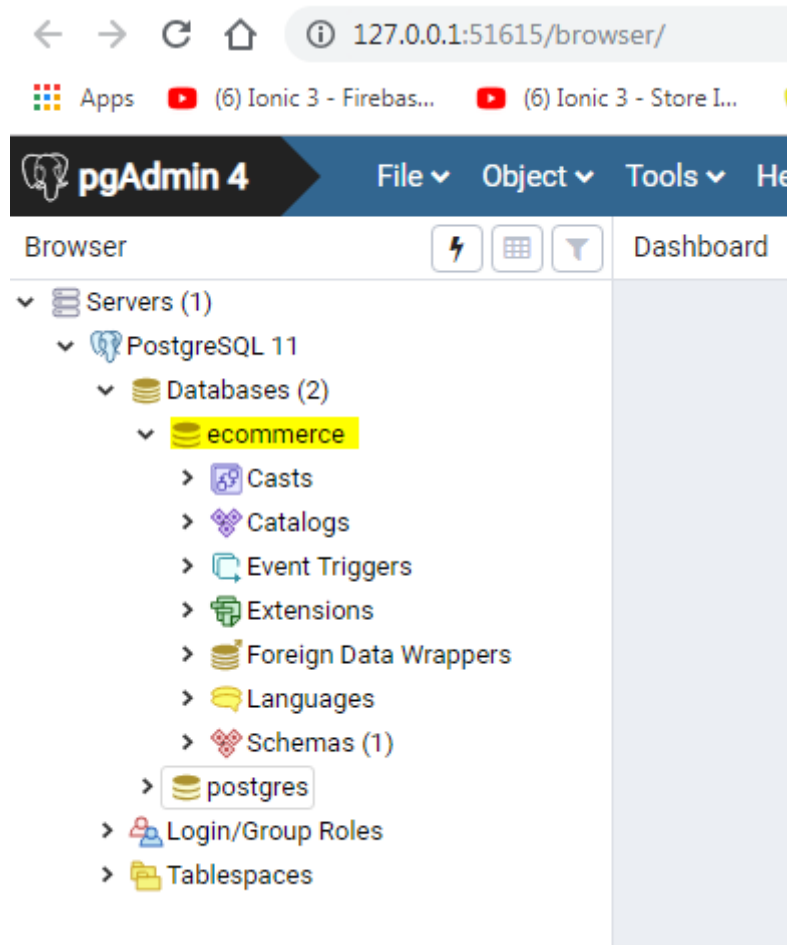 127.0.0.1:51615/browser/
Apps (6) Ionic 3 - Firebas... (6) Ionic 3 - Store I...
pgAdmin 4 File Object Tools He
Browser Dashboard
Servers (1)
PostgreSQL 11
Databases (2)
ecommerce
Casts
Catalogs
Event Triggers
Extensions
Foreign Data Wrappers
Languages
Schemas (1)
postgres
Login/Group Roles
Tablespaces